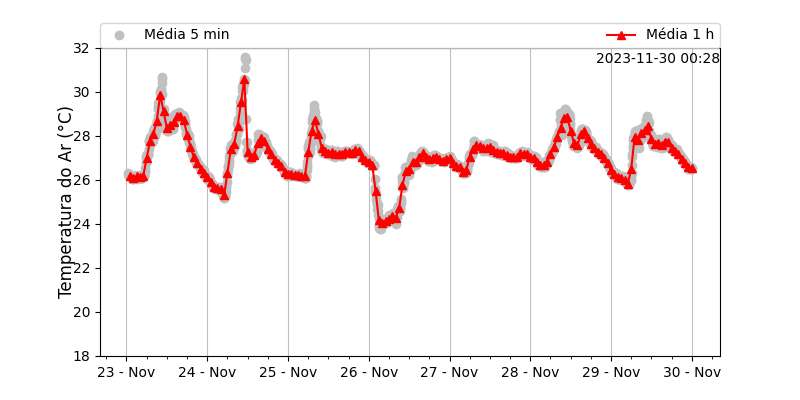 Média 5 min
Média 1 h
2023-11-30 00:28
Temperatura do Ar (°C)
32
30
28
26
24
22
20
18
23 - Nov
24 - Nov
25 - Nov
26 - Nov
27 - Nov
28 - Nov
29 - Nov
30 - Nov